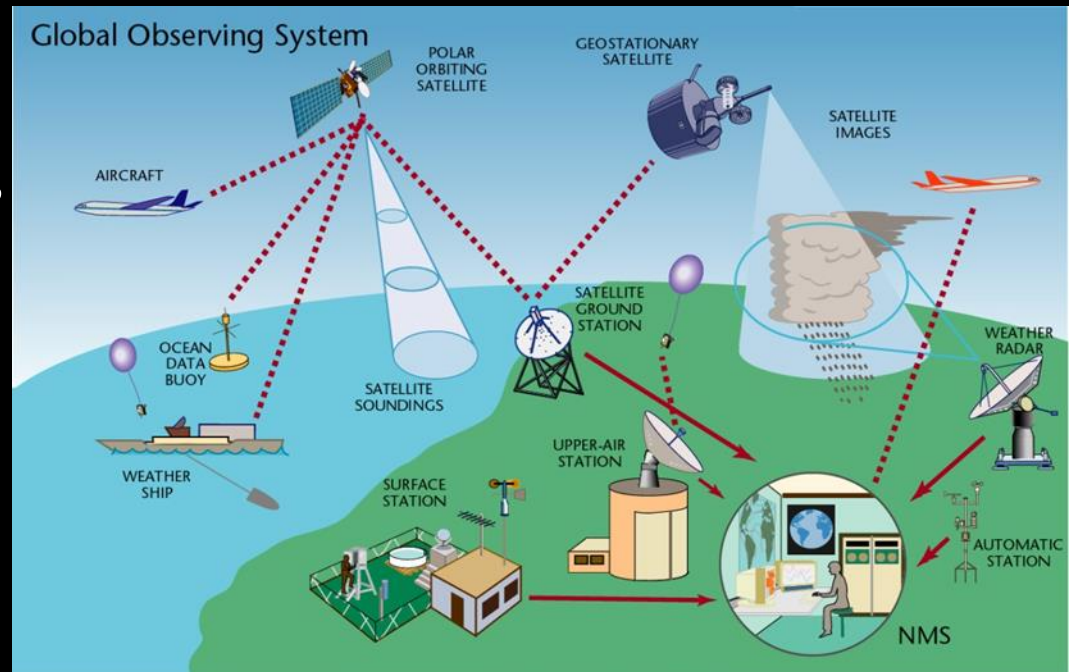 Global Observing System
POLAR
ORBITING
SATELLITE
GEOSTATIONARY
SATELLITE
SATELLITE
IMAGES
AIRCRAFT
OCEAN
DATA
BUOY
SATELLITE
SOUNDINGS
SATELLITE
GROUND
STATION
WEATHER
RADAR
WEATHER
SHIP
SURFACE
STATION
UPPER-AIR
STATION
AUTOMATIC
STATION
NMS